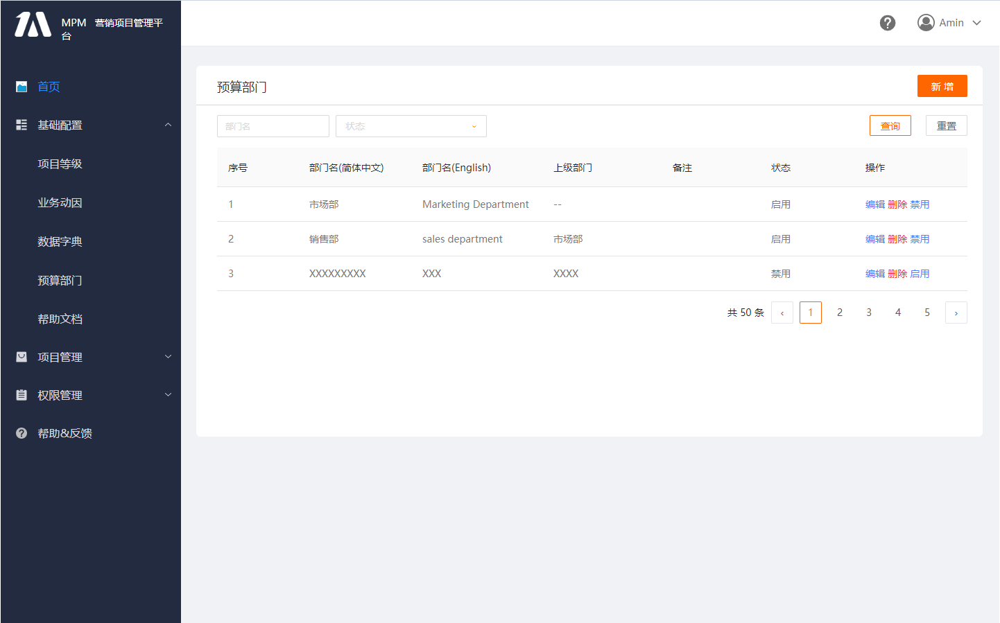 MPM 营销项目管理平
台
Amin
首页
基础配置
项目等级
业务动因
数据字典
预算部门
帮助文档
项目管理
权限管理
帮助&反馈
预算部门
新 增
部门名 状态 查询 重置
序号 部门名(简体中文) 部门名(English) 上级部门 备注 状态 操作
1 市场部 Marketing Department -- 启用 编辑 删除 禁用
2 销售部 sales department 市场部 启用 编辑 删除 禁用
3 XXXXXXXXX XXX XXXX 禁用 编辑 删除 启用
共 50 条 ‹ 1 2 3 4 5 ›